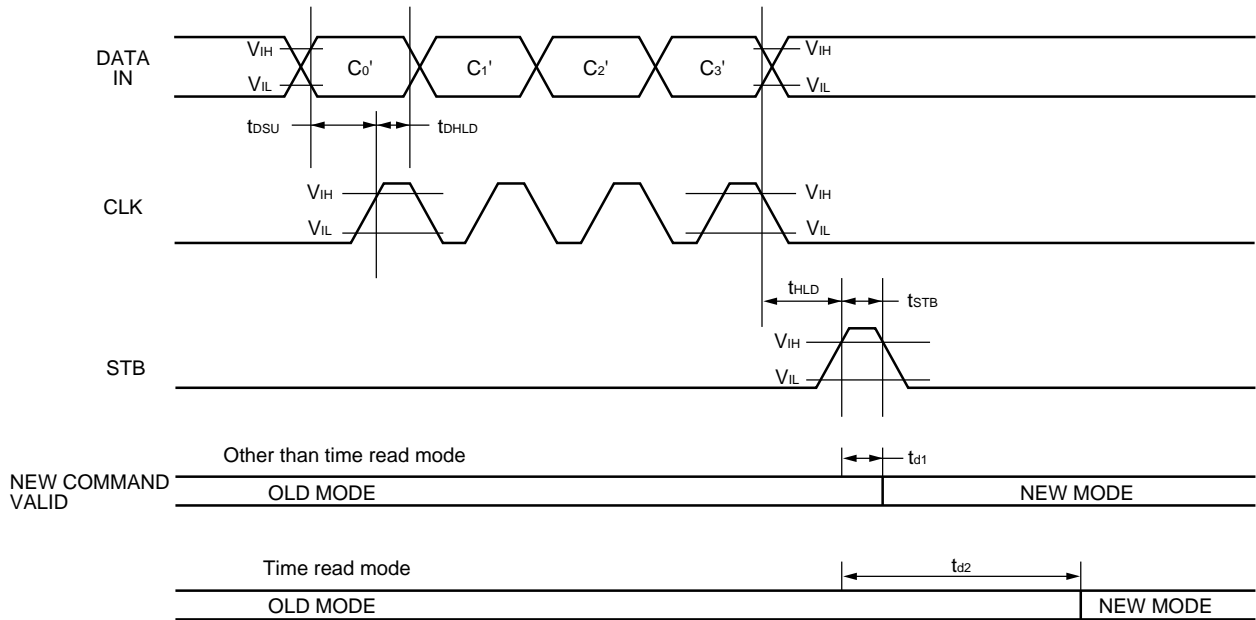 DATA
IN
VIH
VIL
C0'
C1'
C2'
C3'
VIH
VIL
tDSU
tDHLD
CLK
VIH
VIL
VIH
VIL
tHLD
tSTB
STB
VIH
VIL
Other than time read mode
td1
NEW COMMAND
VALID
OLD MODE
NEW MODE
Time read mode
td2
OLD MODE
NEW MODE